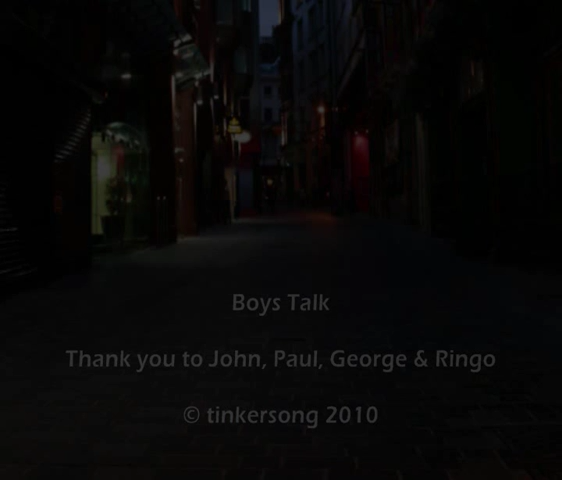 Boys Talk
Thank you to John, Paul, George & Ringo
© tinkersong 2010